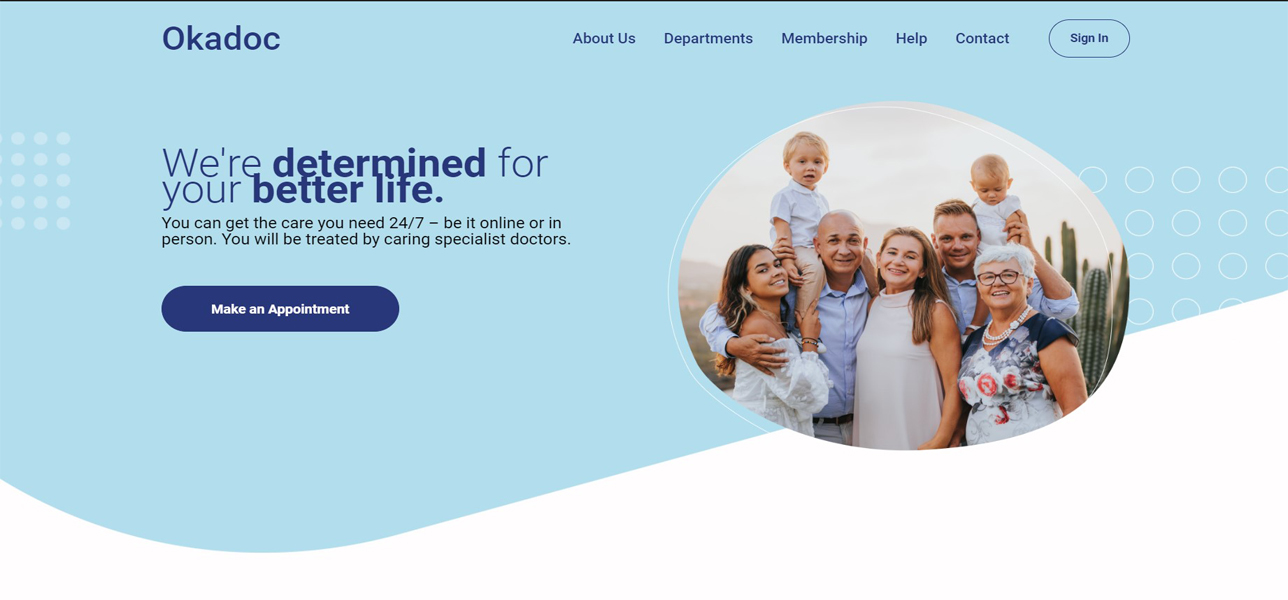 Okadoc
About Us
Departments
Membership
Help
Contact
Sign In
We're determined for
your better life.
You can get the care you need 24/7 – be it online or in
person. You will be treated by caring specialist doctors.
Make an Appointment